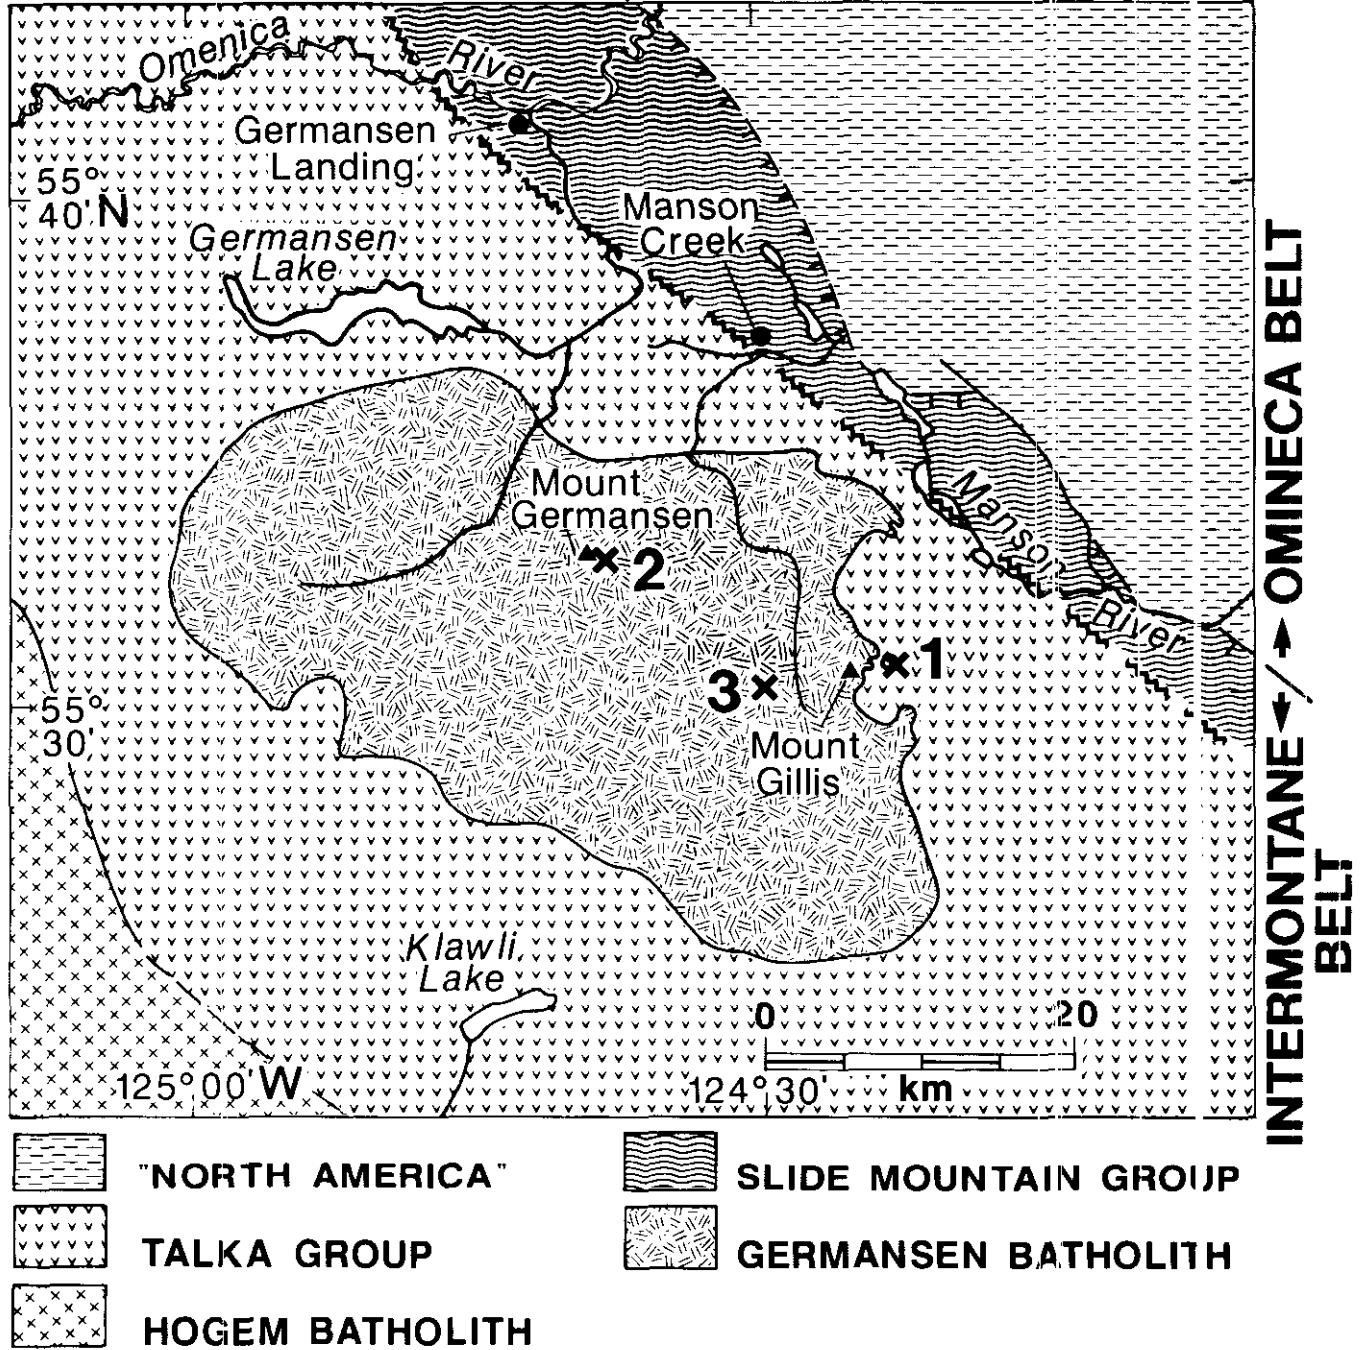 Omenica
River
Germansen
Landing
55°
40' N
Manson
Creek
Germansen
Lake
Mount
Germansen
2
Manson
River
1
3
55°
30'
Mount
Gillis
Klawli
Lake
0 20
km
125° 00' W
124° 30'
INTERMONTANE OMINECA BELT
BELT
"NORTH AMERICA"
SLIDE MOUNTAIN GROUP
TALKA GROUP
GERMANSEN BATHOLITH
HOGEM BATHOLITH